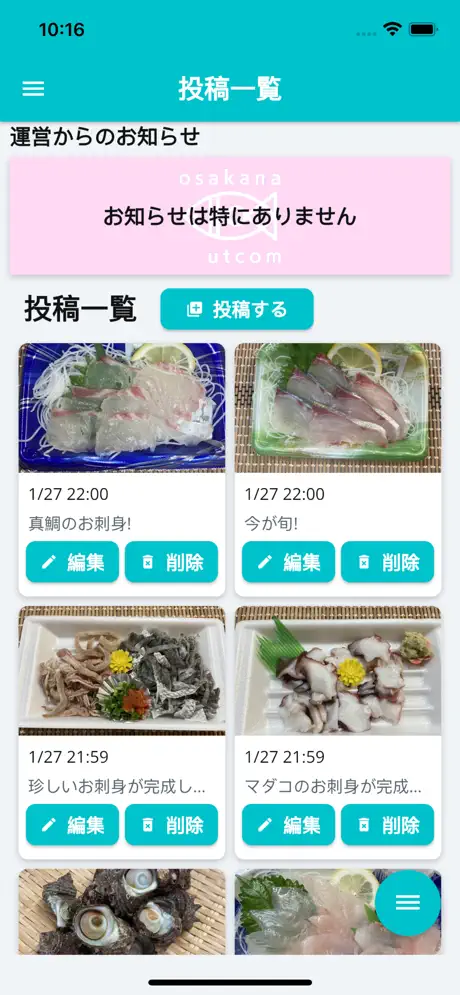 10:16
投稿一覧
運営からのお知らせ
osakana
お知らせは特にありません
utcom
投稿一覧
投稿する
1/27 22:00
真鯛のお刺身!
編集 削除
1/27 22:00
今が旬!
編集 削除
1/27 21:59
珍しいお刺身が完成し...
編集 削除
1/27 21:59
マダコのお刺身が完成...
編集 削除